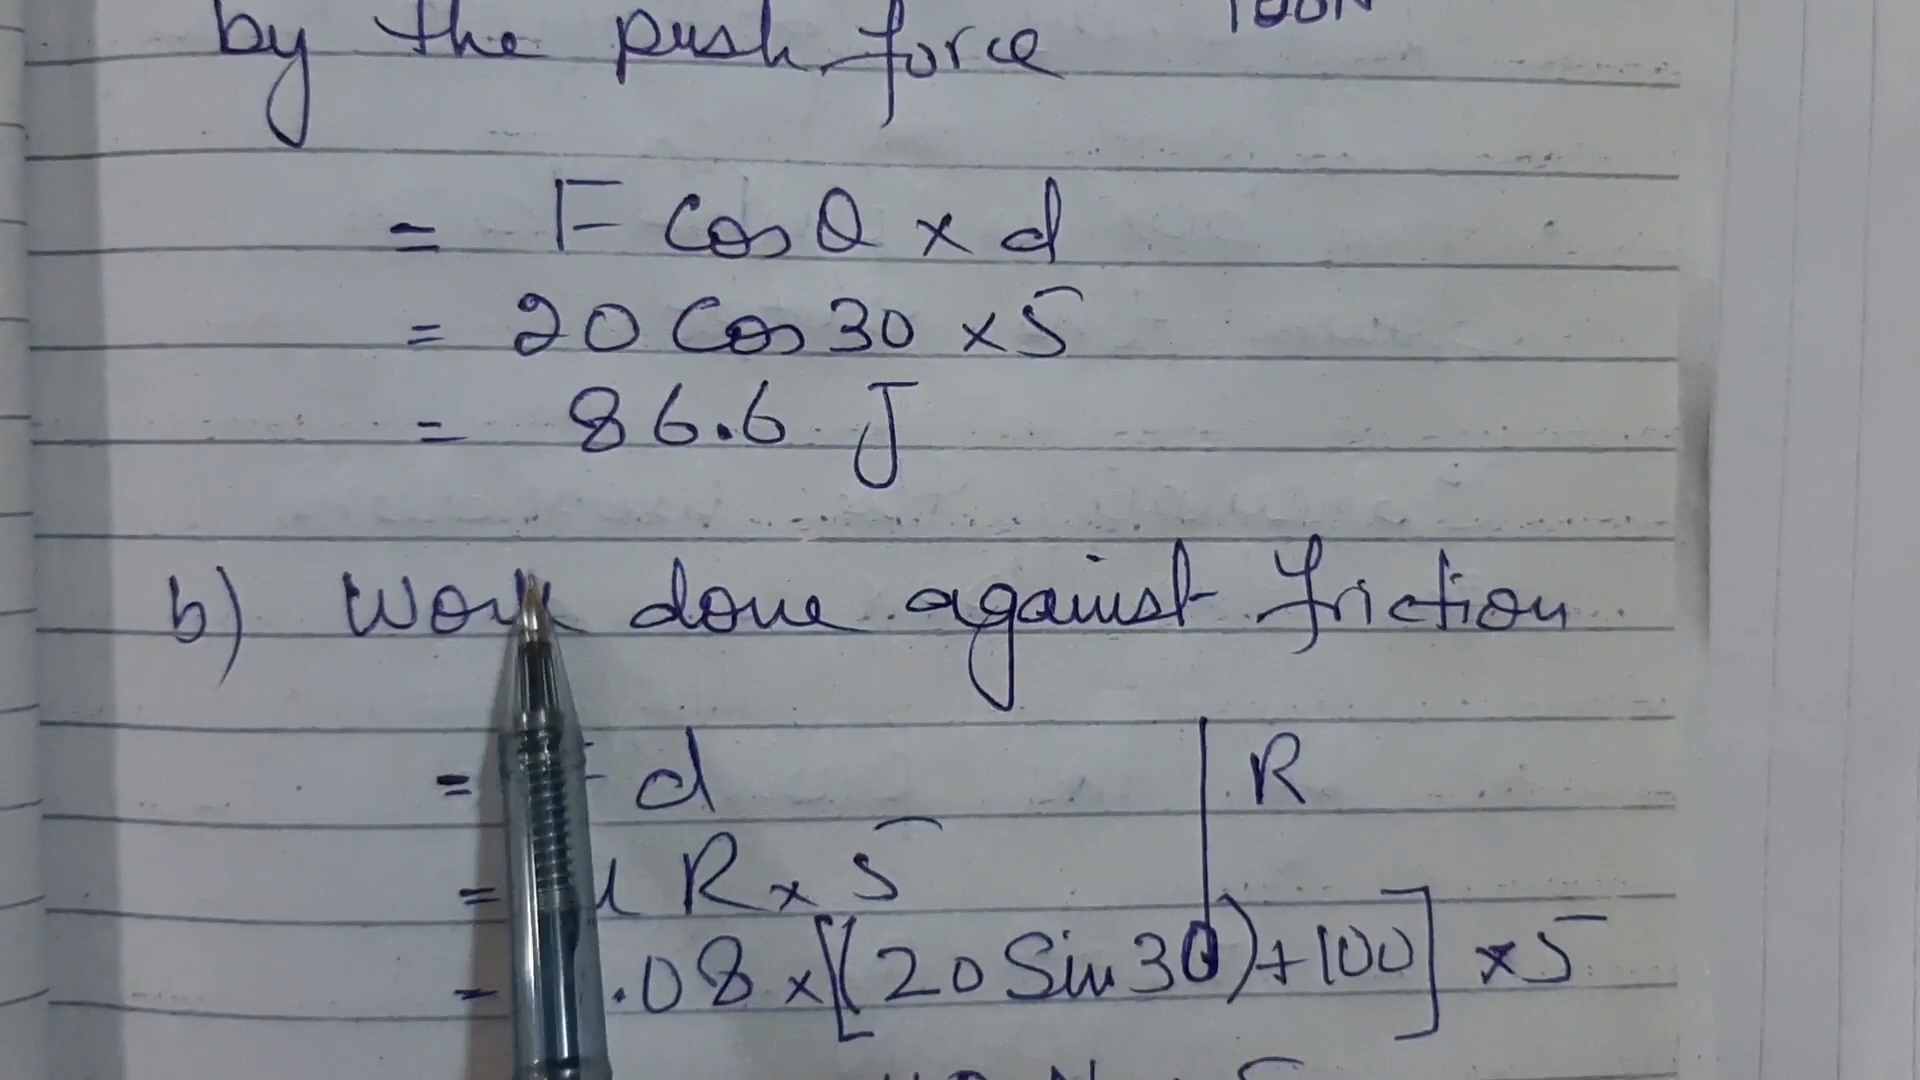 by the push force 100N
= F Cos θ x d
= 20 Cos 30 x 5
= 86.6 J
b) Work done against friction
= F d | R
= μ R x 5
= .08 x [(20 Sin 30) + 100] x 5